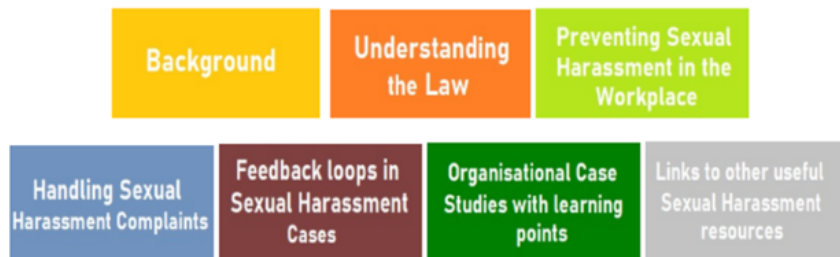 Background
Understanding
the Law
Preventing Sexual
Harassment in the
Workplace
Handling Sexual
Harassment Complaints
Feedback loops in
Sexual Harassment
Cases
Organisational Case
Studies with learning
points
Links to other useful
Sexual Harassment
resources